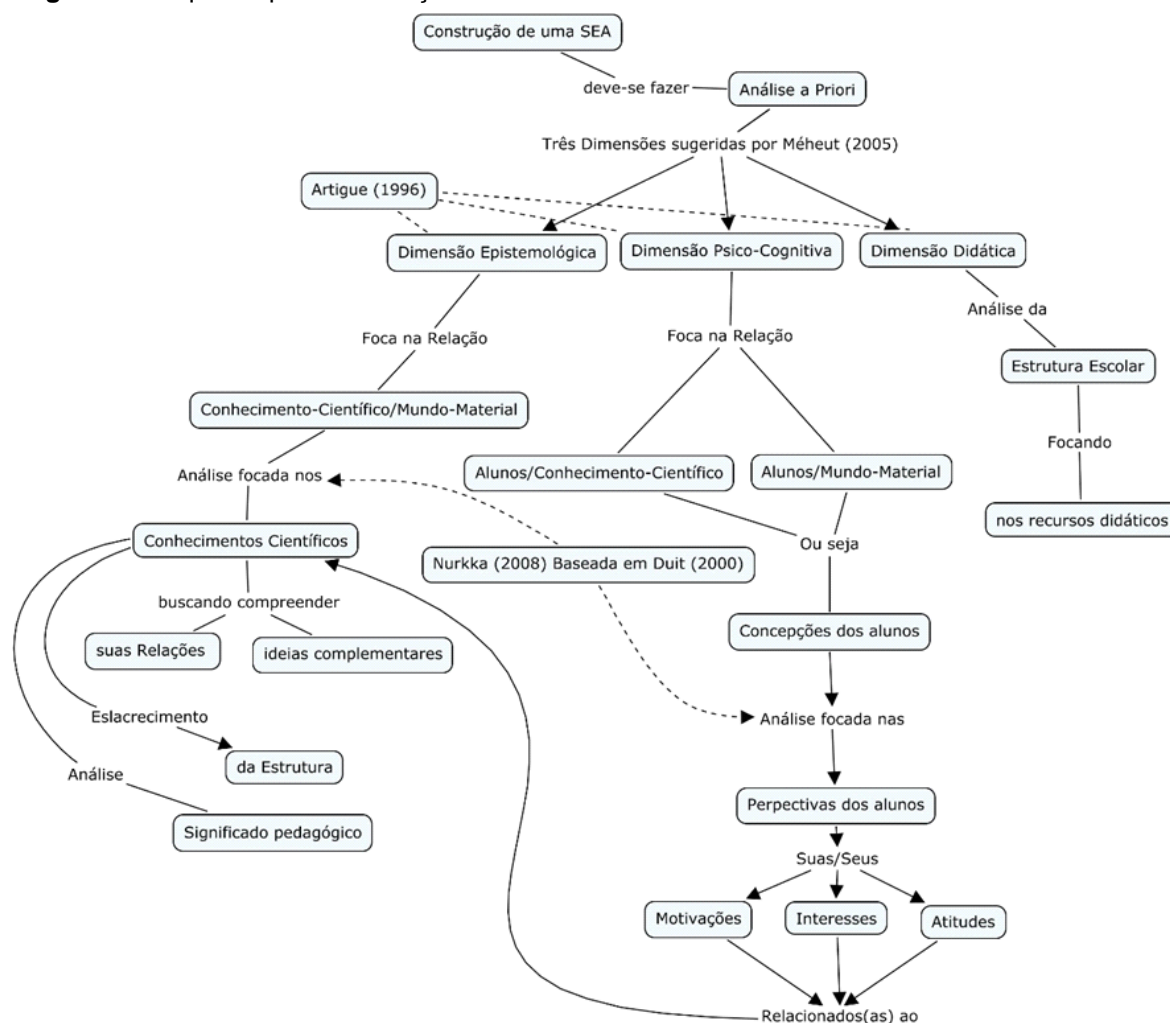 Construção de uma SEA
deve-se fazer
Análise a Priori
Três Dimensões sugeridas por Méheut (2005)
Artigue (1996)
Dimensão Epistemológica
Dimensão Psico-Cognitiva
Dimensão Didática
Análise da
Foca na Relação
Foca na Relação
Estrutura Escolar
Conhecimento-Científico/Mundo-Material
Focando
Análise focada nos
Alunos/Conhecimento-Científico
Alunos/Mundo-Material
nos recursos didáticos
Conhecimentos Científicos
Ou seja
Nurkka (2008) Baseada em Duit (2000)
buscando compreender
suas Relações
ideias complementares
Concepções dos alunos
Eslacrecimento
Análise focada nas
da Estrutura
Análise
Perpectivas dos alunos
Significado pedagógico
Suas/Seus
Motivações
Interesses
Atitudes
Relacionados(as) ao